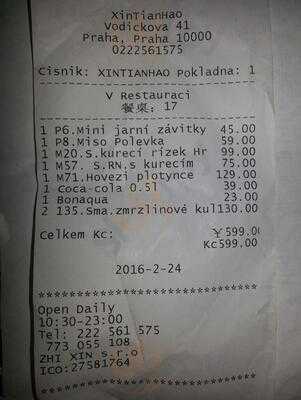 XinTianHao
Vodickova 41
Praha, Praha 10000
0222561575
Cisnik: XINTIANHAO Pokladna: 1
V Restauraci
餐桌: 17
1 P6.Mini jarní závitky 45.00
1 P8.Miso Polevka 59.00
1 M20.S.kurecí rizek Hr 99.00
1 M57. S.RN.s kurecím 75.00
1 M71.Hovezi plotynce 129.00
1 Coca-cola 0.5l 39.00
1 Bonaqua 23.00
2 135.Sma.zmrzlinové kul130.00
Celkem Kc: ￥599.00
Kc599.00
2016-2-24
Open Daily
10:30-23:00
Tel: 222 561 575
773 055 108
ZHI XIN s.r.o
ICO:27581764